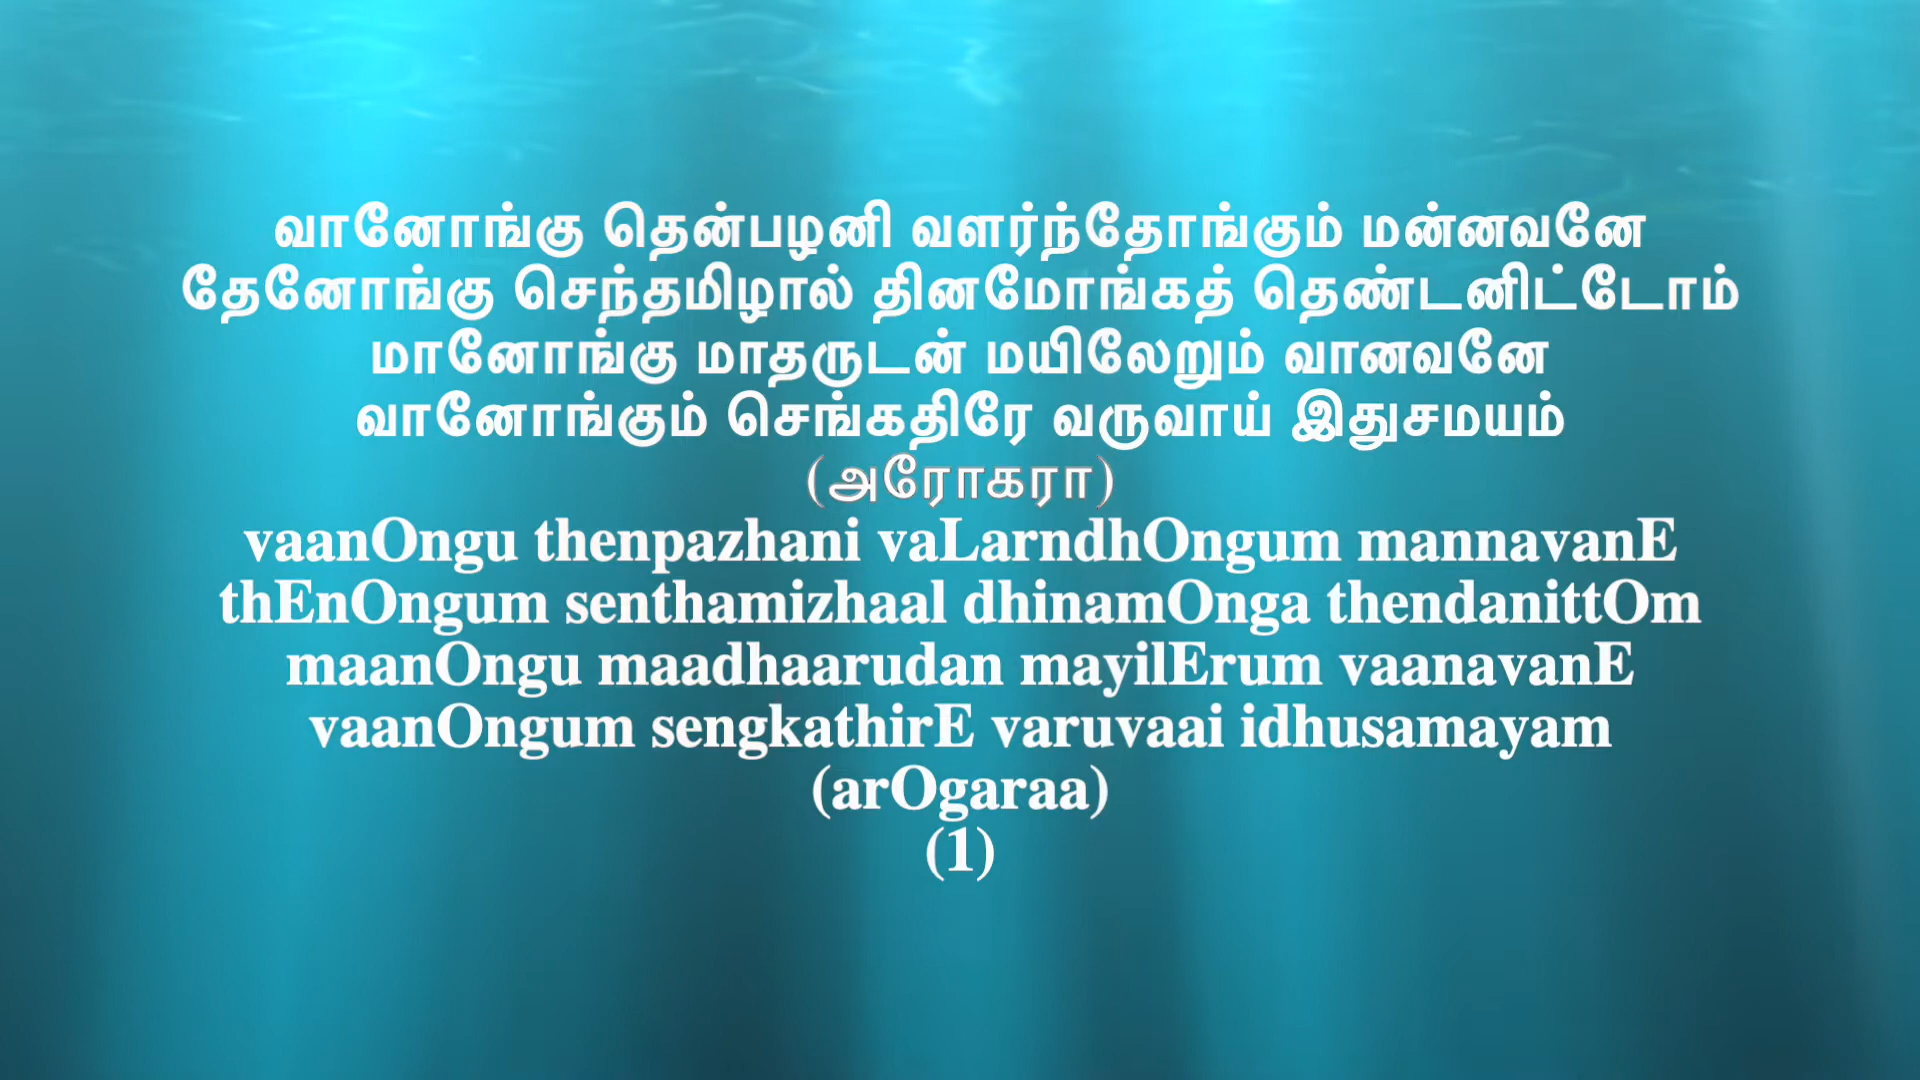 வானோங்கு தென்பழனி வளர்ந்தோங்கும் மன்னவனே
தேனோங்கு செந்தமிழால் தினமோங்கத் தெண்டனிட்டோம்
மானோங்கு மாதருடன் மயிலேறும் வானவனே
வானோங்கும் செங்கதிரே வருவாய் இதுசமயம்
(அரோகரா)
vaanOngu thenpazhani vaLarndhOngum mannavanE
thEnOngum senthamizhaal dhinamOnga thendanittOm
maanOngu maadhaarudan mayilErum vaanavanE
vaanOngum sengkathirE varuvaai idhusamayam
(arOgaraa)
(1)